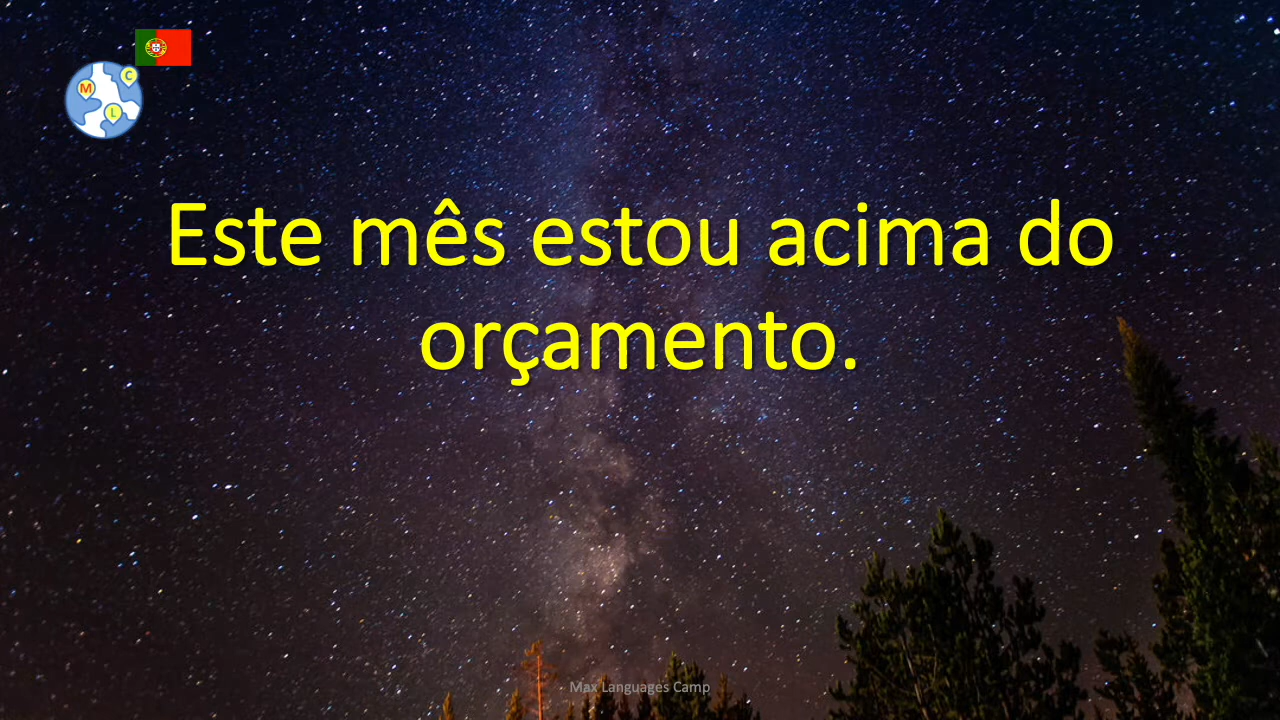 M
C
L
Este mês estou acima do
orçamento.
Max Languages Camp